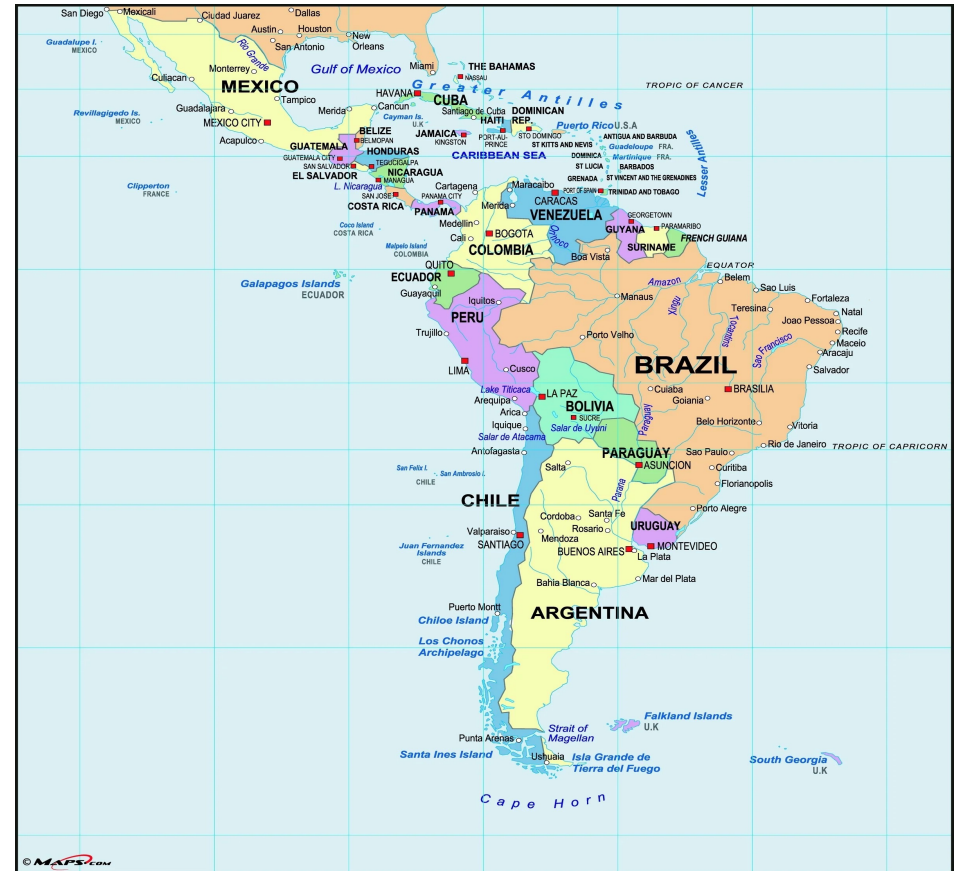 San Diego
Mexicali
Ciudad Juarez
Dallas
Austin
Houston
San Antonio
New
Orleans
Guadalupe I.
MEXICO
Rio Grande
Monterrey
Gulf of Mexico
Miami
THE BAHAMAS
NASSAU
Culiacan
MEXICO
TROPIC OF CANCER
Greater Antilles
HAVANA
CUBA
Tampico
Merida
Cancun
Santiago de Cuba
DOMINICAN
REP.
HAITI
Cayman Is.
U.K
Revillagigedo Is.
MEXICO
Guadalajara
MEXICO CITY
Acapulco
Puerto Rico U.S.A
BELIZE
BELMOPAN
JAMAICA
KINGSTON
PORT-AU-
PRINCE
STO DOMINGO
ST KITTS AND NEVIS
ANTIGUA AND BARBUDA
Guadeloupe FRA.
DOMINICA
Martinique FRA.
ST LUCIA
BARBADOS
GRENADA
ST VINCENT AND THE GRENADINES
Lesser Antilles
GUATEMALA
GUATEMALA CITY
HONDURAS
TEGUCIGALPA
SAN SALVADOR
EL SALVADOR
NICARAGUA
MANAGUA
CARIBBEAN SEA
L. Nicaragua
SAN JOSE
COSTA RICA
PANAMA CITY
PANAMA
Clipperton
FRANCE
Cartagena
Maracaibo
PORT OF SPAIN
TRINIDAD AND TOBAGO
CARACAS
Merida
VENEZUELA
GEORGETOWN
PARAMARIBO
GUYANA
SURINAME
FRENCH GUIANA
Coco Island
COSTA RICA
Medellin
Cali
BOGOTA
Orinoco
Malpelo Island
COLOMBIA
COLOMBIA
Boa Vista
EQUATOR
QUITO
ECUADOR
Guayaquil
Galapagos Islands
ECUADOR
Iquitos
Amazon
Manaus
Belem
Sao Luis
Xingu
Tocantins
Teresina
Fortaleza
Natal
Joao Pessoa
Recife
Maceio
Aracaju
Sao Francisco
Salvador
PERU
Trujillo
Porto Velho
BRAZIL
LIMA
Cusco
Lake Titicaca
LA PAZ
Cuiaba
BRASILIA
Goiania
Arequipa
BOLIVIA
SUCRE
Arica
Iquique
Salar de Uyuni
Salar de Atacama
Paraguay
Belo Horizonte
Vitoria
Rio de Janeiro
TROPIC OF CAPRICORN
Antofagasta
PARAGUAY
ASUNCION
Sao Paulo
Curitiba
Florianopolis
San Felix I.
San Ambrosio I.
CHILE
Salta
Parana
CHILE
Porto Alegre
Cordoba
Santa Fe
Rosario
URUGUAY
Valparaiso
SANTIAGO
Mendoza
BUENOS AIRES
MONTEVIDEO
La Plata
Juan Fernandez
Islands
CHILE
Bahia Blanca
Mar del Plata
Puerto Montt
Chiloe Island
ARGENTINA
Los Chonos
Archipelago
Falkland Islands
U.K
Strait of
Magellan
Punta Arenas
Santa Ines Island
Ushuaia
Isla Grande de
Tierra del Fuego
South Georgia
U.K
Cape Horn
© MAPS.COM